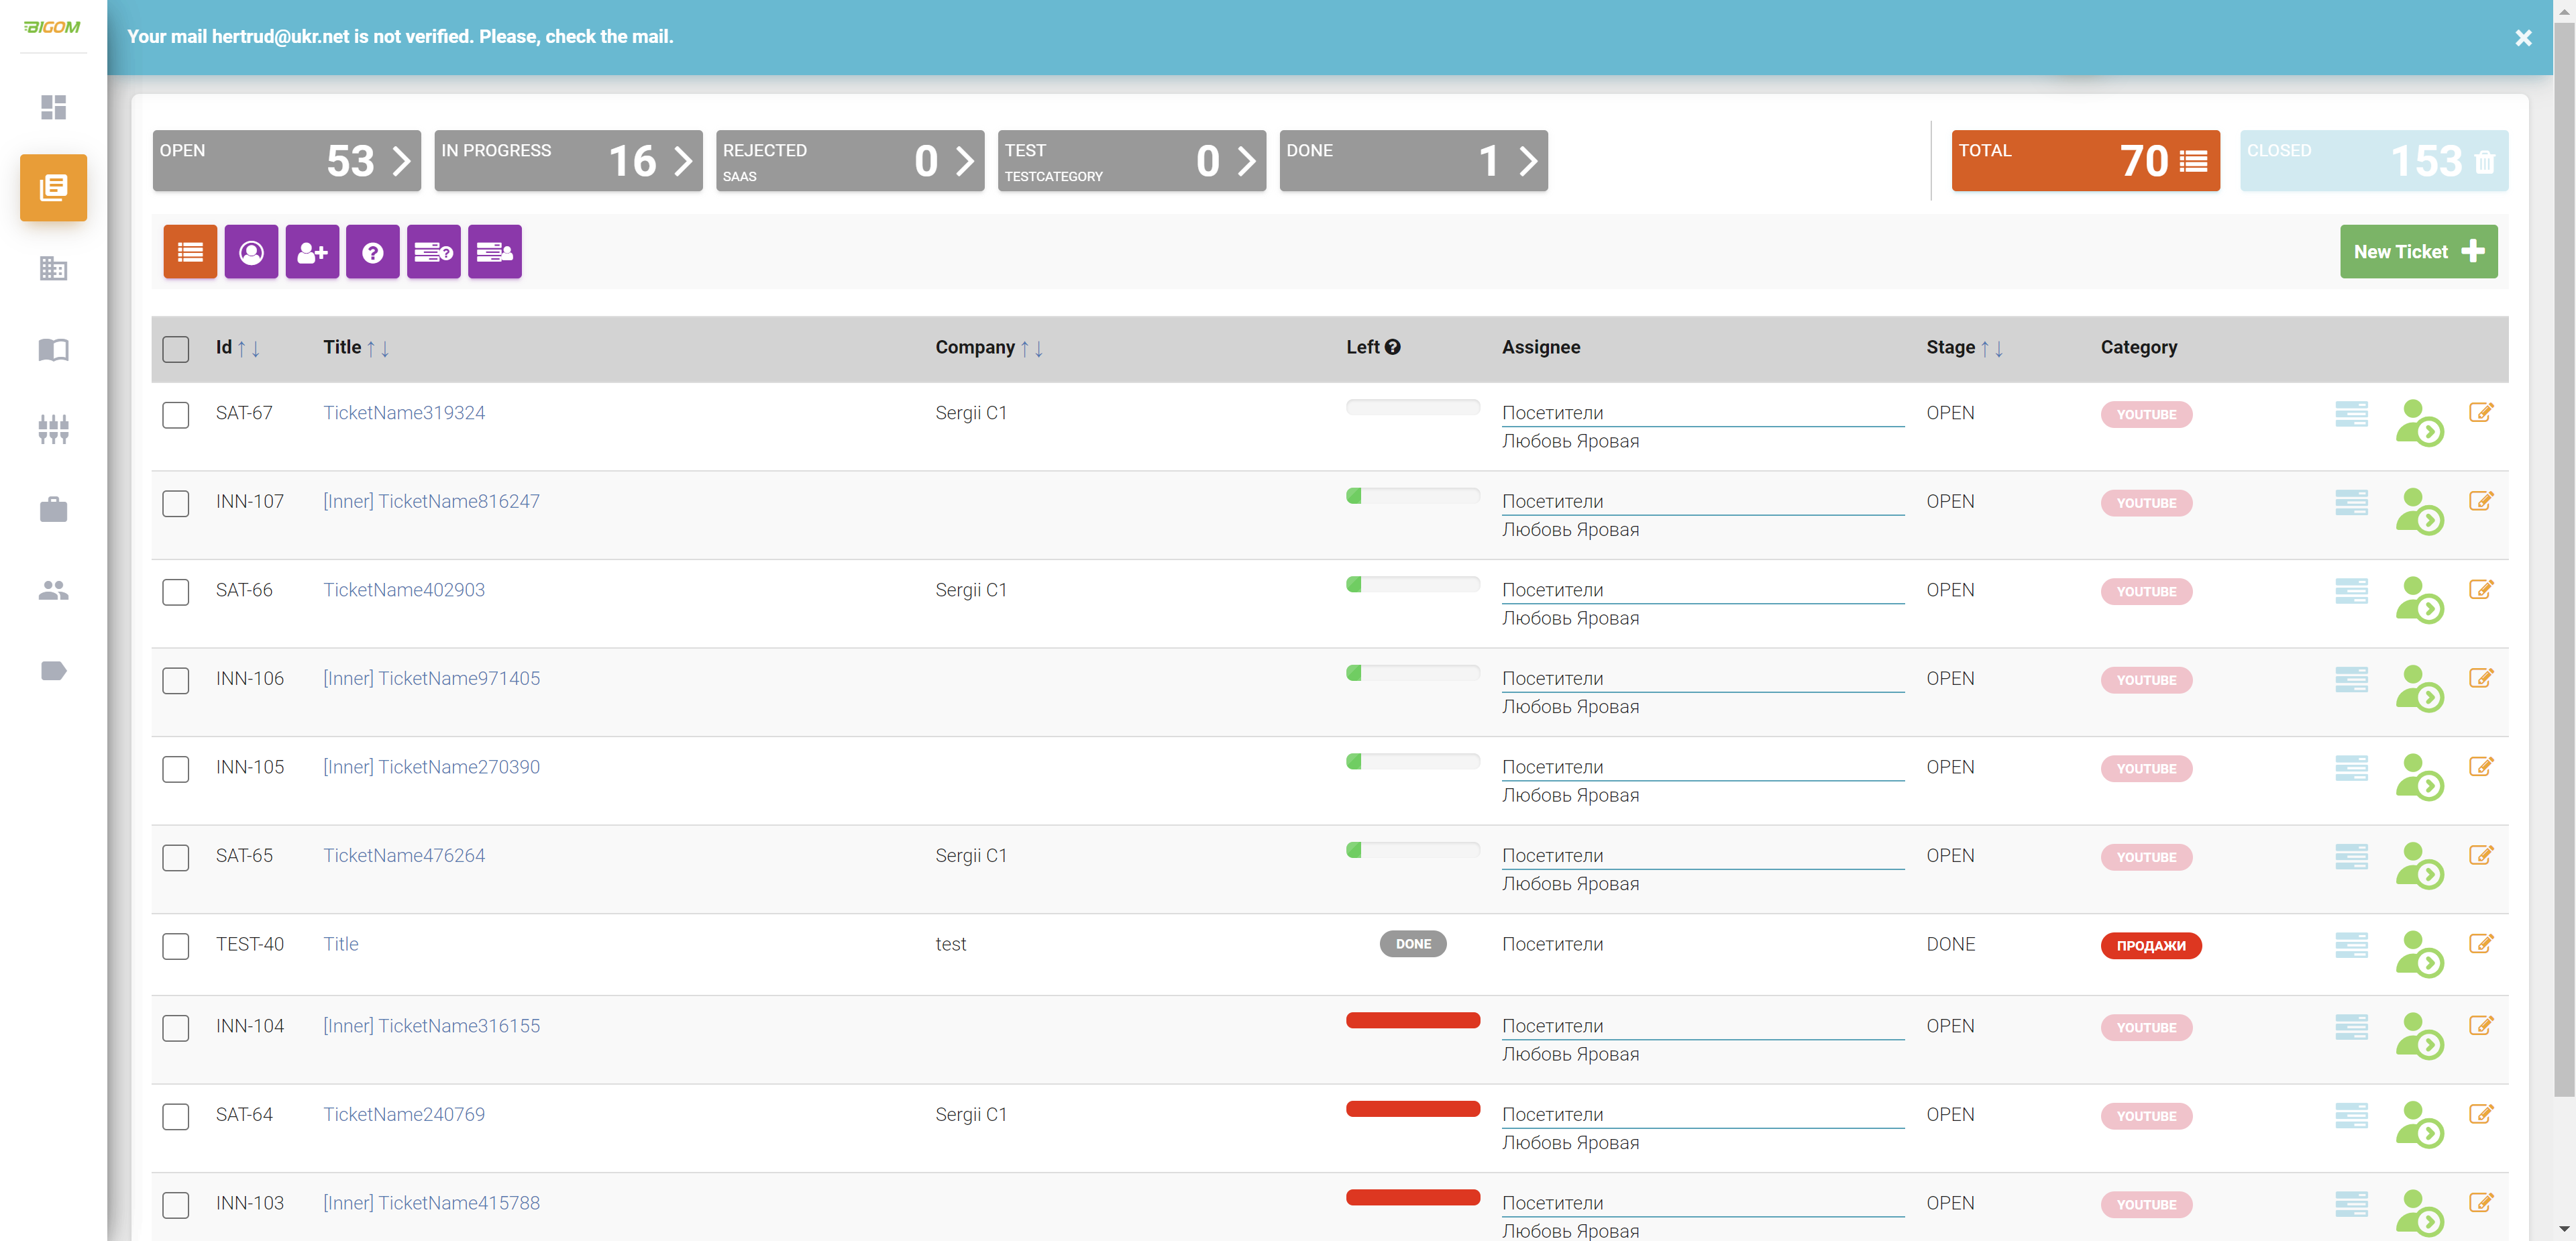 BIGOM
Your mail hertrud@ukr.net is not verified. Please, check the mail.
OPEN 53
IN PROGRESS 16
REJECTED 0
SAAS
TEST 0
TESTCATEGORY
DONE 1
TOTAL 70
CLOSED 153
New Ticket
Id Title Company Left Assignee Stage Category
SAT-67 TicketName319324 Sergii C1 Посетители OPEN YOUTUBE
Любовь Яровая
INN-107 [Inner] TicketName816247 Посетители OPEN YOUTUBE
Любовь Яровая
SAT-66 TicketName402903 Sergii C1 Посетители OPEN YOUTUBE
Любовь Яровая
INN-106 [Inner] TicketName971405 Посетители OPEN YOUTUBE
Любовь Яровая
INN-105 [Inner] TicketName270390 Посетители OPEN YOUTUBE
Любовь Яровая
SAT-65 TicketName476264 Sergii C1 Посетители OPEN YOUTUBE
Любовь Яровая
TEST-40 Title test DONE Посетители DONE ПРОДАЖИ
INN-104 [Inner] TicketName316155 Посетители OPEN YOUTUBE
Любовь Яровая
SAT-64 TicketName240769 Sergii C1 Посетители OPEN YOUTUBE
Любовь Яровая
INN-103 [Inner] TicketName415788 Посетители OPEN YOUTUBE
Любовь Яровая